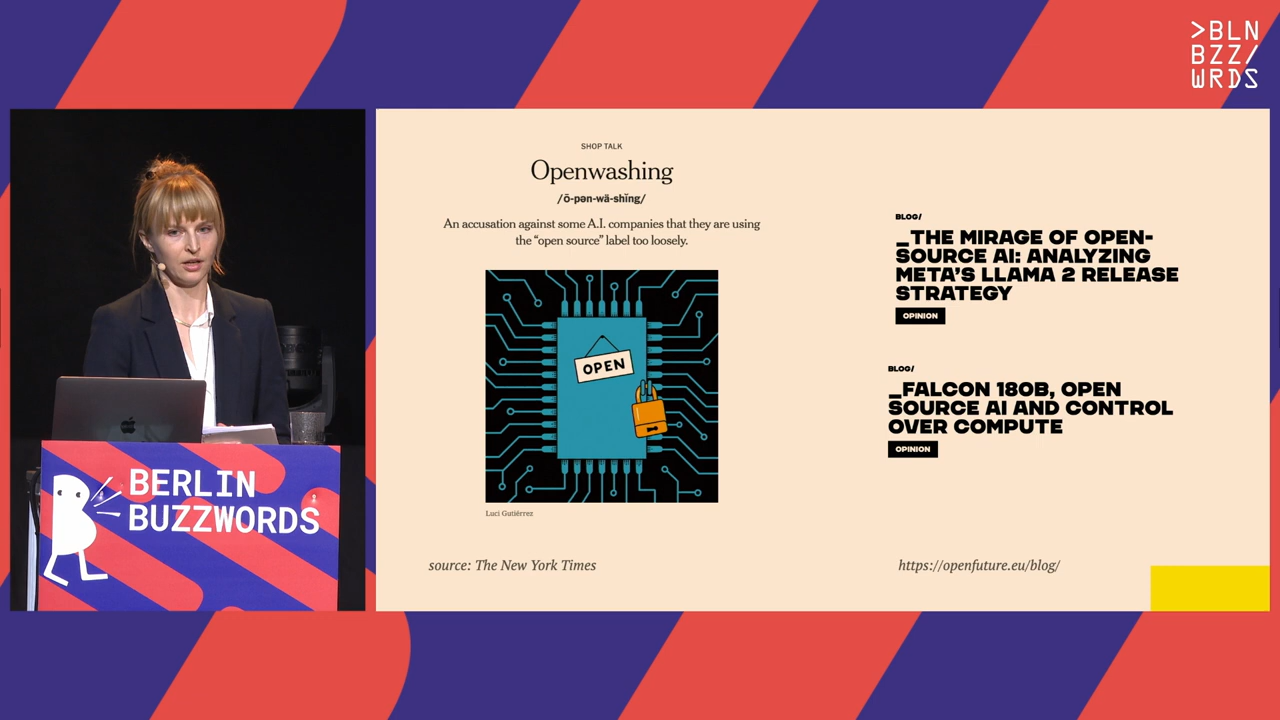 >BLN
BZZ/
WRDS
SHOP TALK
Openwashing
/ō-pən-wä-shĭng/
An accusation against some A.I. companies that they are using
the “open source” label too loosely.
OPEN
Luci Gutiérrez
source: The New York Times
BLOG/
_THE MIRAGE OF OPEN-
SOURCE AI: ANALYZING
META’S LLAMA 2 RELEASE
STRATEGY
OPINION
BLOG/
_FALCON 180B, OPEN
SOURCE AI AND CONTROL
OVER COMPUTE
OPINION
https://openfuture.eu/blog/
BERLIN
BUZZWORDS